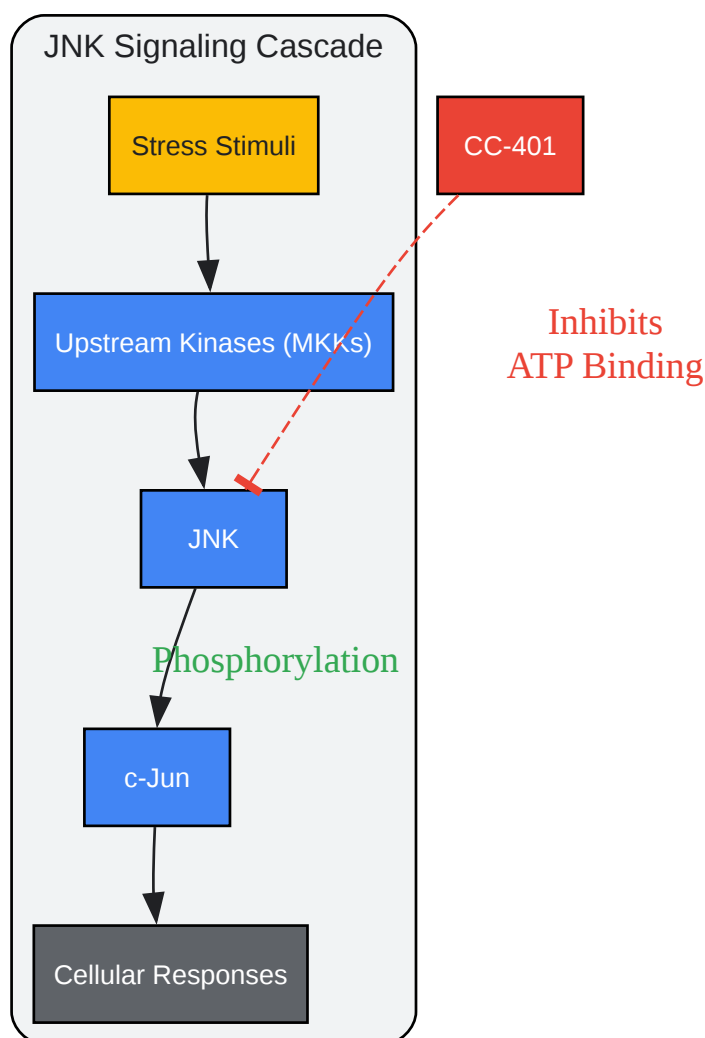 JNK Signaling Cascade
Stress Stimuli
CC-401
Upstream Kinases (MKKs)
Inhibits
ATP Binding
JNK
Phosphorylation
c-Jun
Cellular Responses